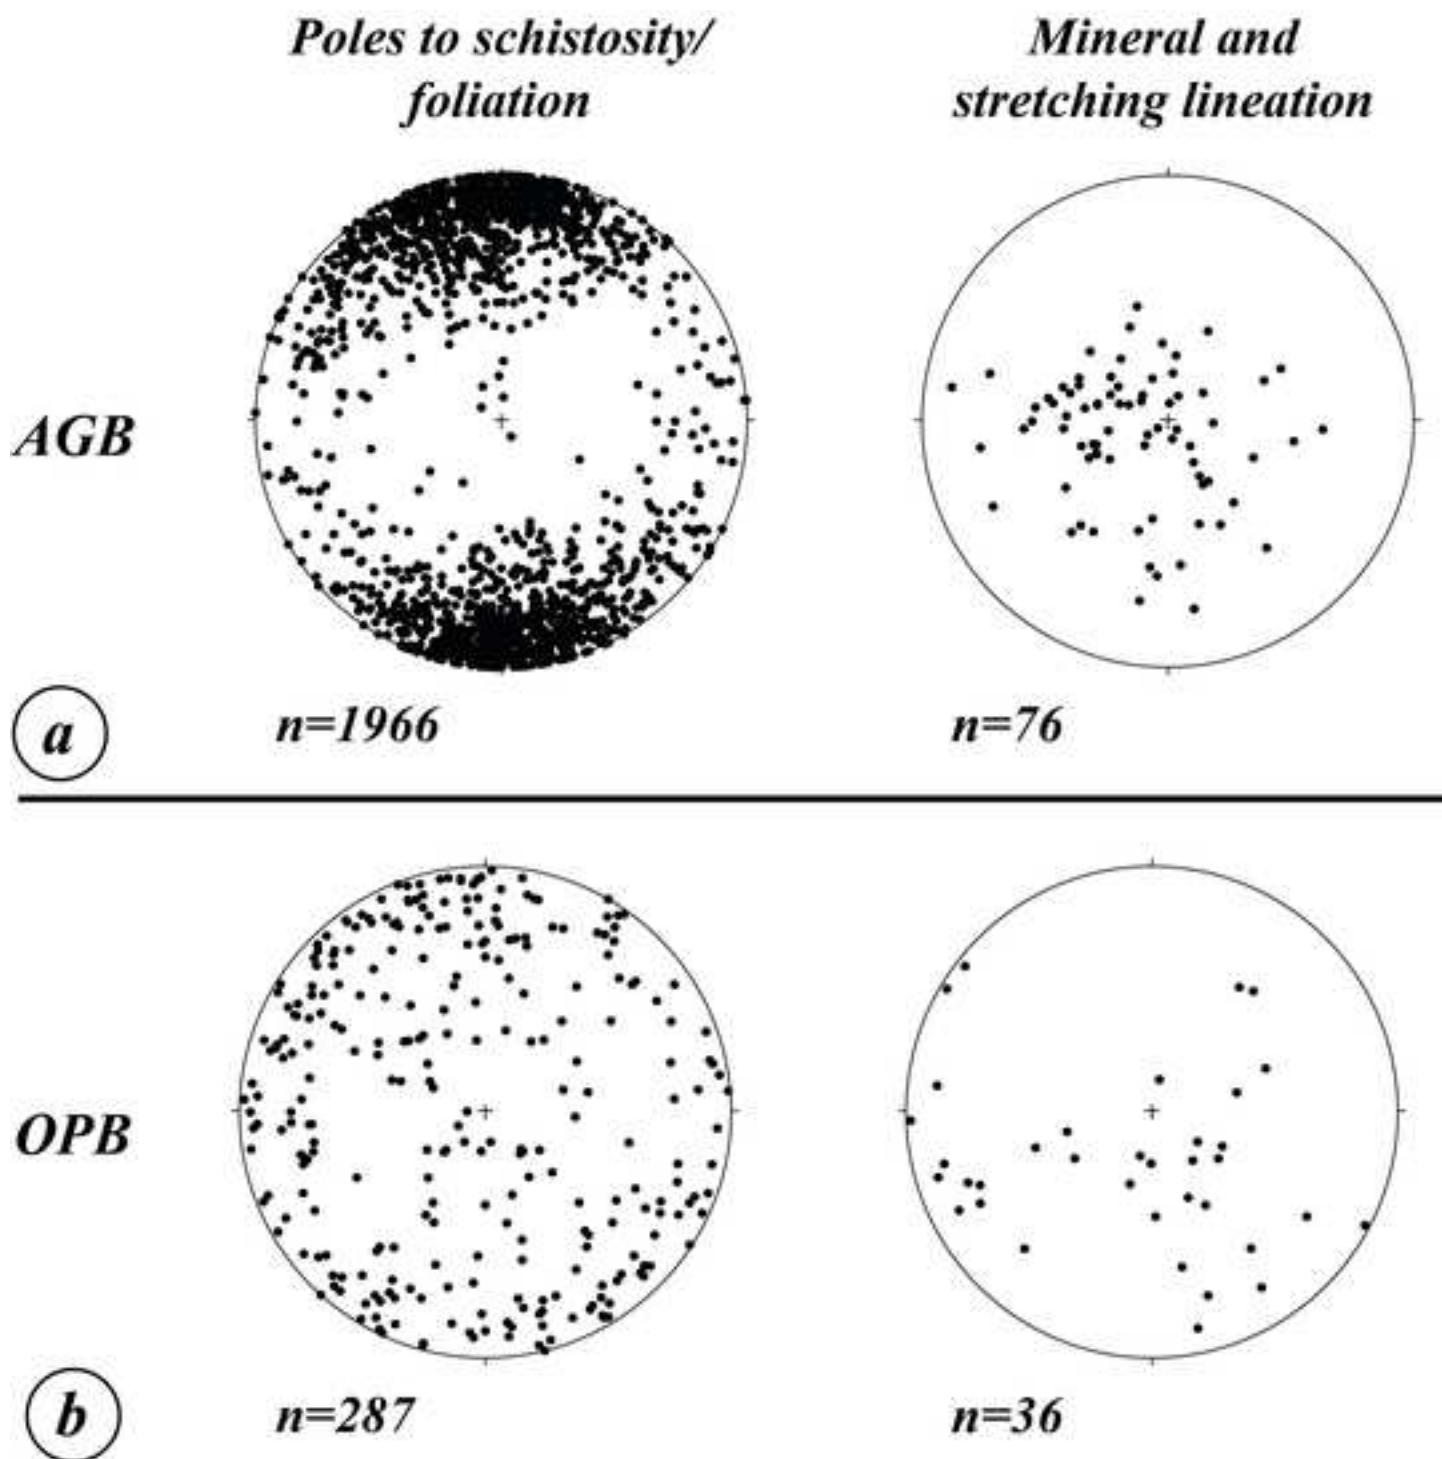 Poles to schistosity/
foliation
Mineral and
stretching lineation
AGB
a
n=1966
n=76
OPB
b
n=287
n=36